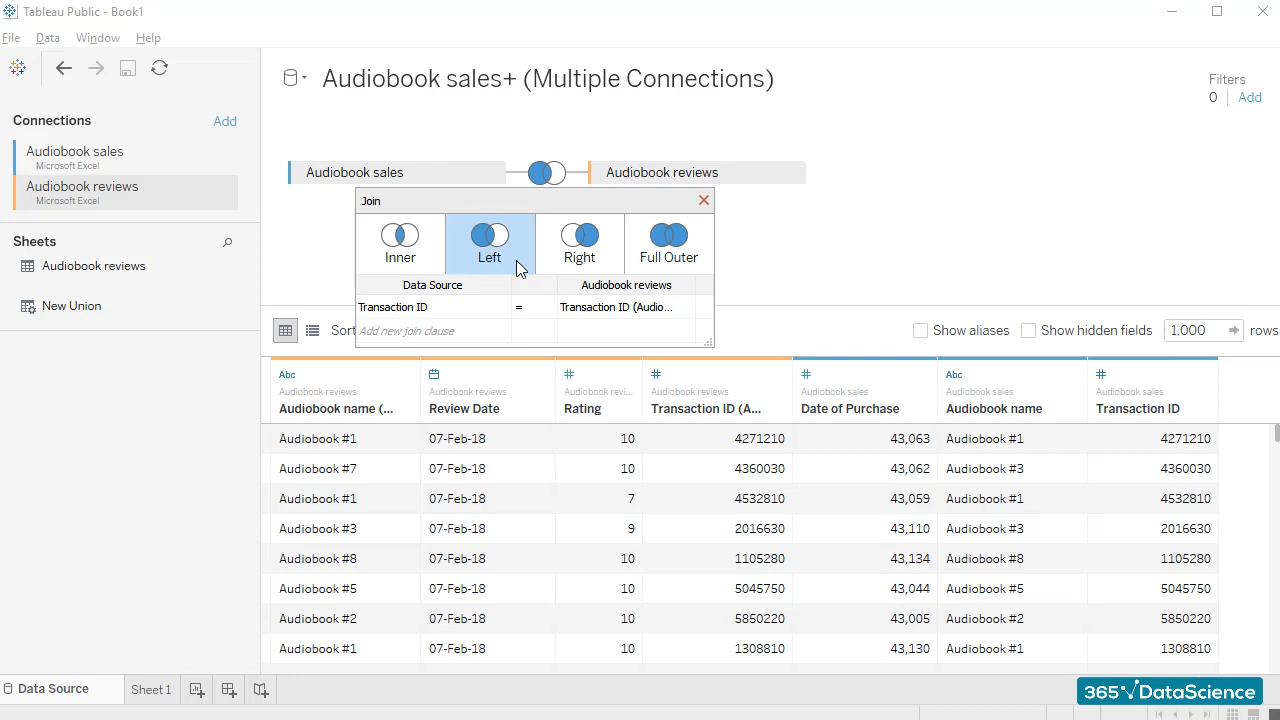 Tableau Public - Book1
File Data Window Help
Audiobook sales+ (Multiple Connections)
Filters
0 Add
Connections Add
Audiobook sales
Microsoft Excel
Audiobook reviews
Microsoft Excel
Sheets
Audiobook reviews
New Union
Audiobook sales Audiobook reviews
Join
Inner Left Right Full Outer
Data Source Audiobook reviews
Transaction ID = Transaction ID (Audio...
Add new join clause
Sort
Show aliases Show hidden fields 1,000 rows
Abc # # # Abc #
Audiobook reviews Audiobook reviews Audiobook revi... Audiobook reviews Audiobook sales Audiobook sales Audiobook sales
Audiobook name (... Review Date Rating Transaction ID (A... Date of Purchase Audiobook name Transaction ID
Audiobook #1 07-Feb-18 10 4271210 43,063 Audiobook #1 4271210
Audiobook #7 07-Feb-18 10 4360030 43,062 Audiobook #3 4360030
Audiobook #1 07-Feb-18 7 4532810 43,059 Audiobook #1 4532810
Audiobook #3 07-Feb-18 9 2016630 43,110 Audiobook #3 2016630
Audiobook #8 07-Feb-18 10 1105280 43,134 Audiobook #8 1105280
Audiobook #5 07-Feb-18 10 5045750 43,044 Audiobook #5 5045750
Audiobook #2 07-Feb-18 10 5850220 43,005 Audiobook #2 5850220
Audiobook #1 07-Feb-18 10 1308810 43,130 Audiobook #1 1308810
Data Source Sheet 1
365 DataScience